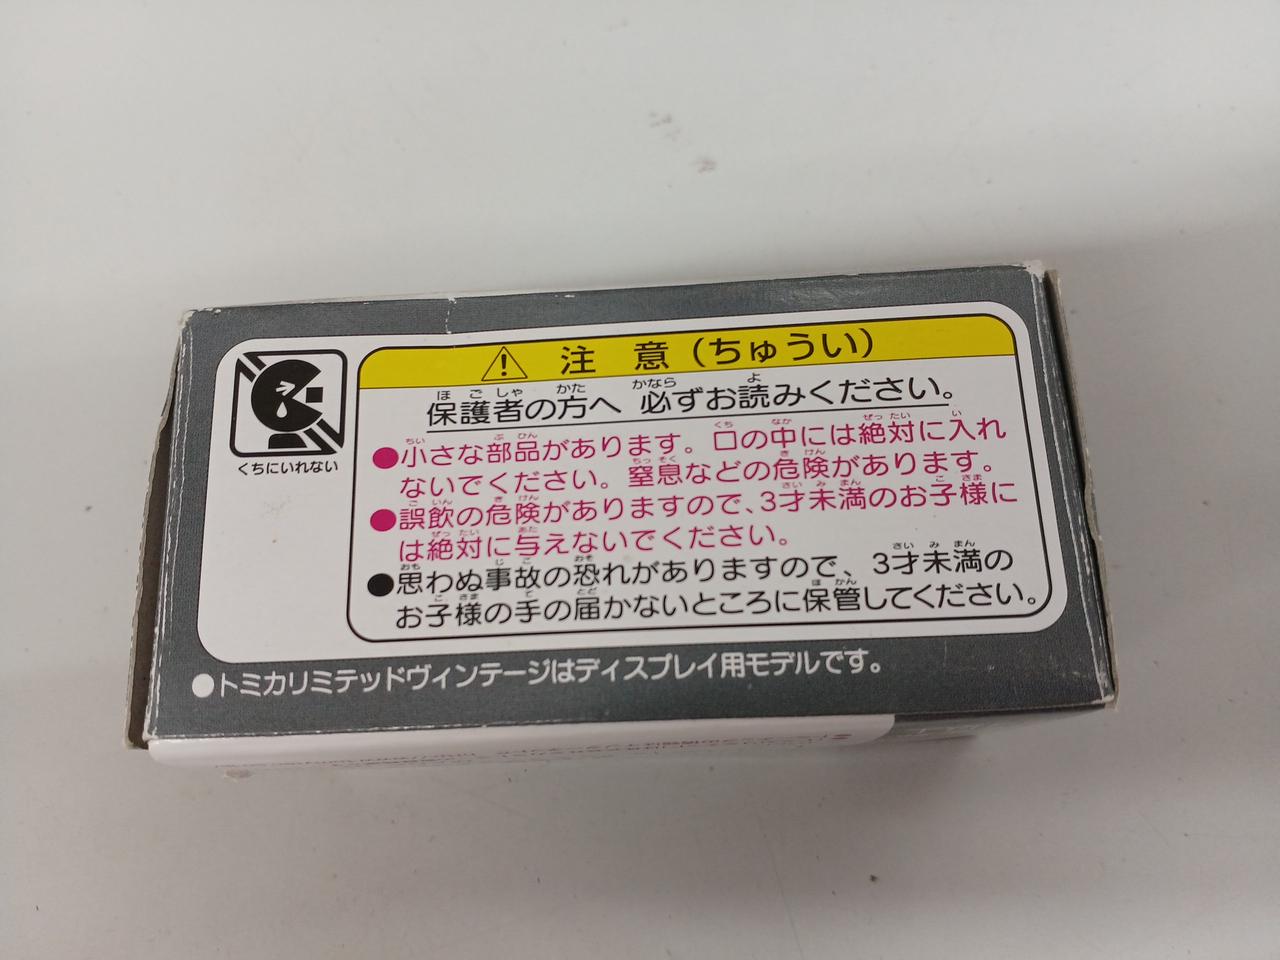 注 意 (ちゅうい)
保護者の方へ 必ずお読みください。
●小さな部品があります。口の中には絶対に入れ
ないでください。窒息などの危険があります。
●誤飲の危険がありますので、3才未満のお子様に
は絶対に与えないでください。
●思わぬ事故の恐れがありますので、3才未満の
お子様の手の届かないところに保管してください。
くちにいれない
●トミカリミテッドヴィンテージはディスプレイ用モデルです。